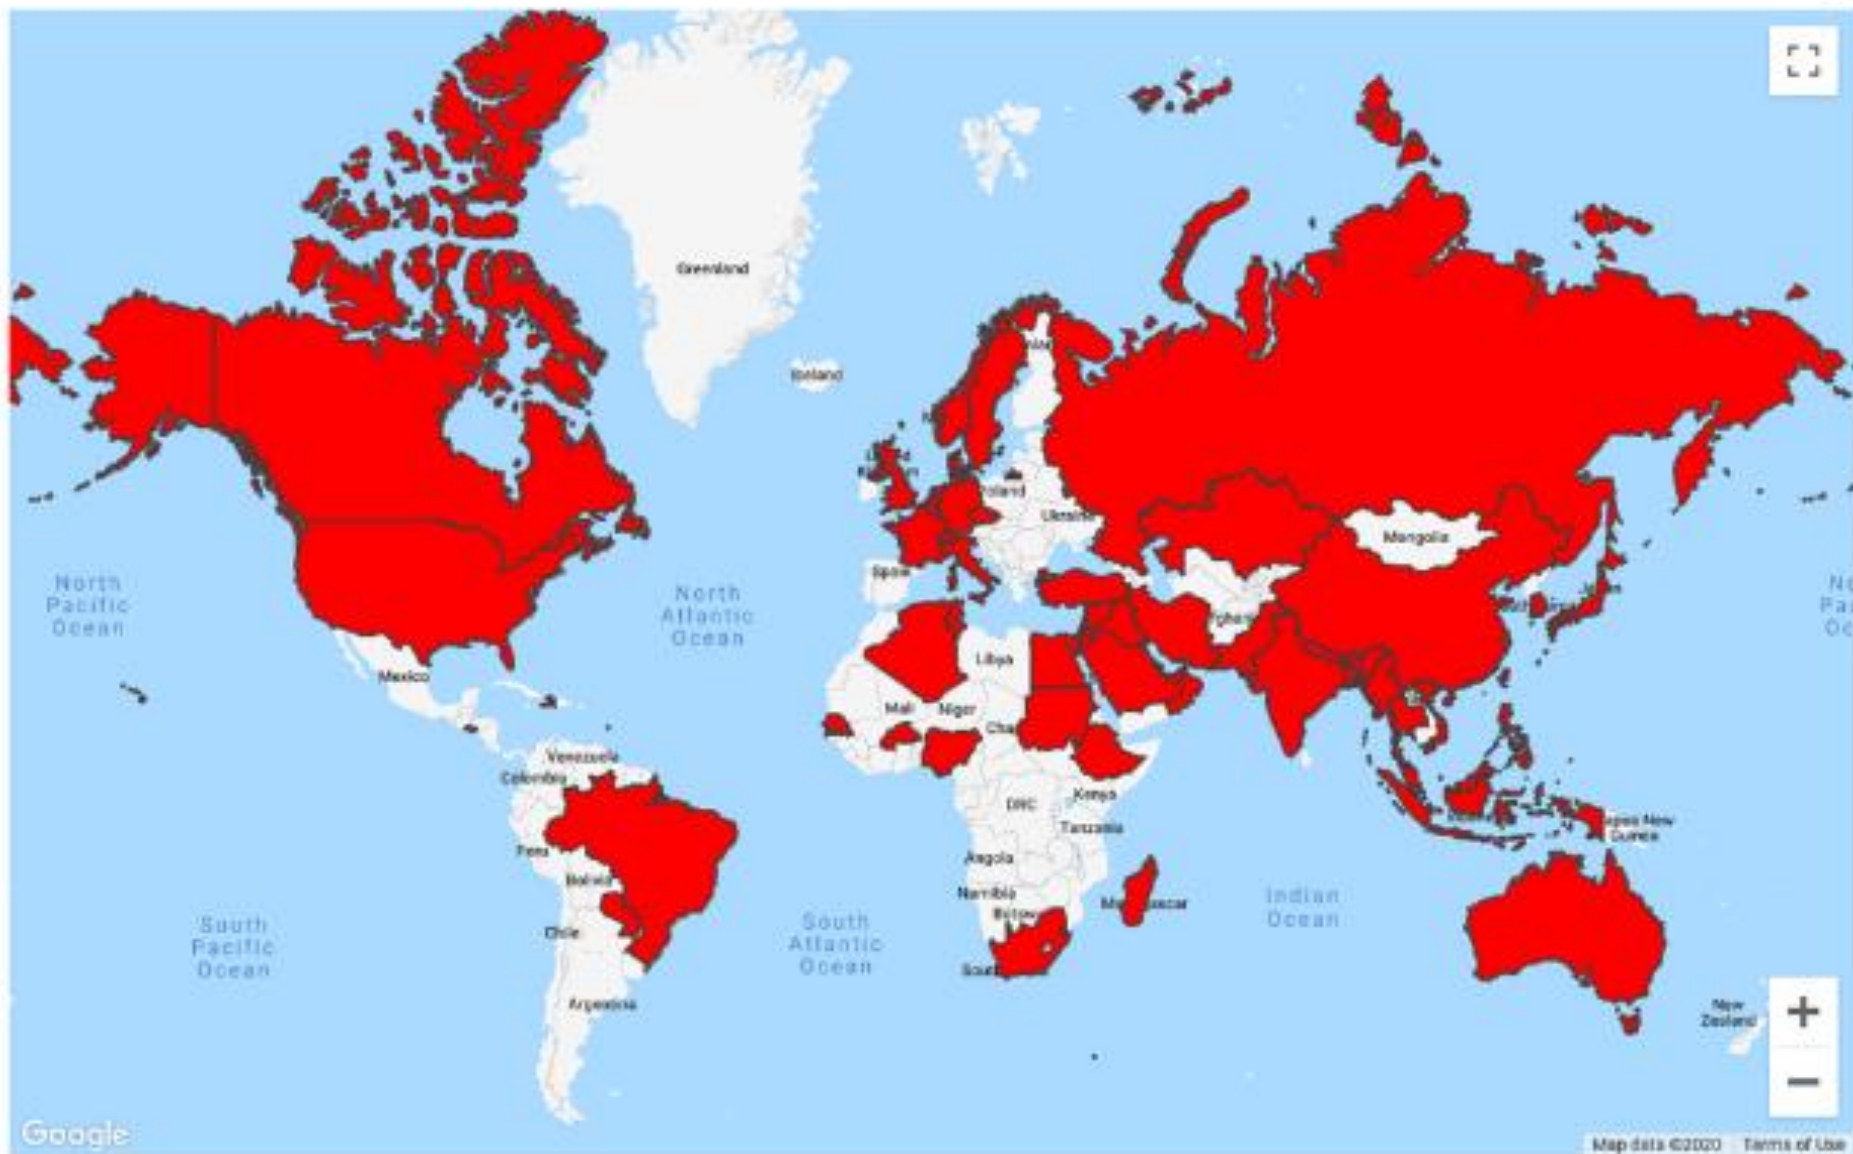 Greenland
Iceland
Poland
Ukraine
Mongolia
North
Pacific
Ocean
North
Atlantic
Ocean
Spain
Mexico
Libya
Mali
Niger
Venezuela
Colombia
DRC
Kenya
Tanzania
Peru
Angola
Bolivia
Namibia
Indian
Ocean
South
Pacific
Ocean
Chile
South
Atlantic
Ocean
Argentina
New
Zealand
Google
Map data ©2020 Terms of Use